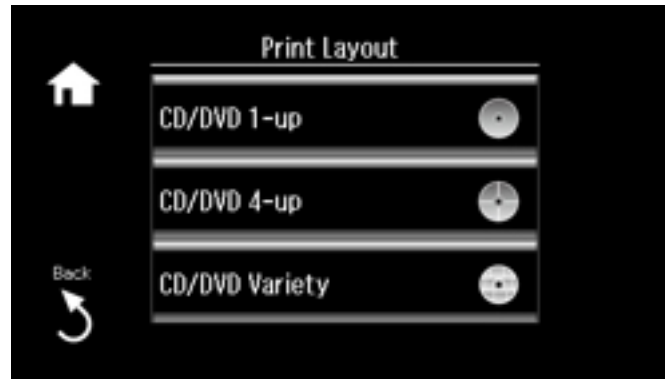 Print Layout
CD/DVD 1-up
CD/DVD 4-up
CD/DVD Variety
Back